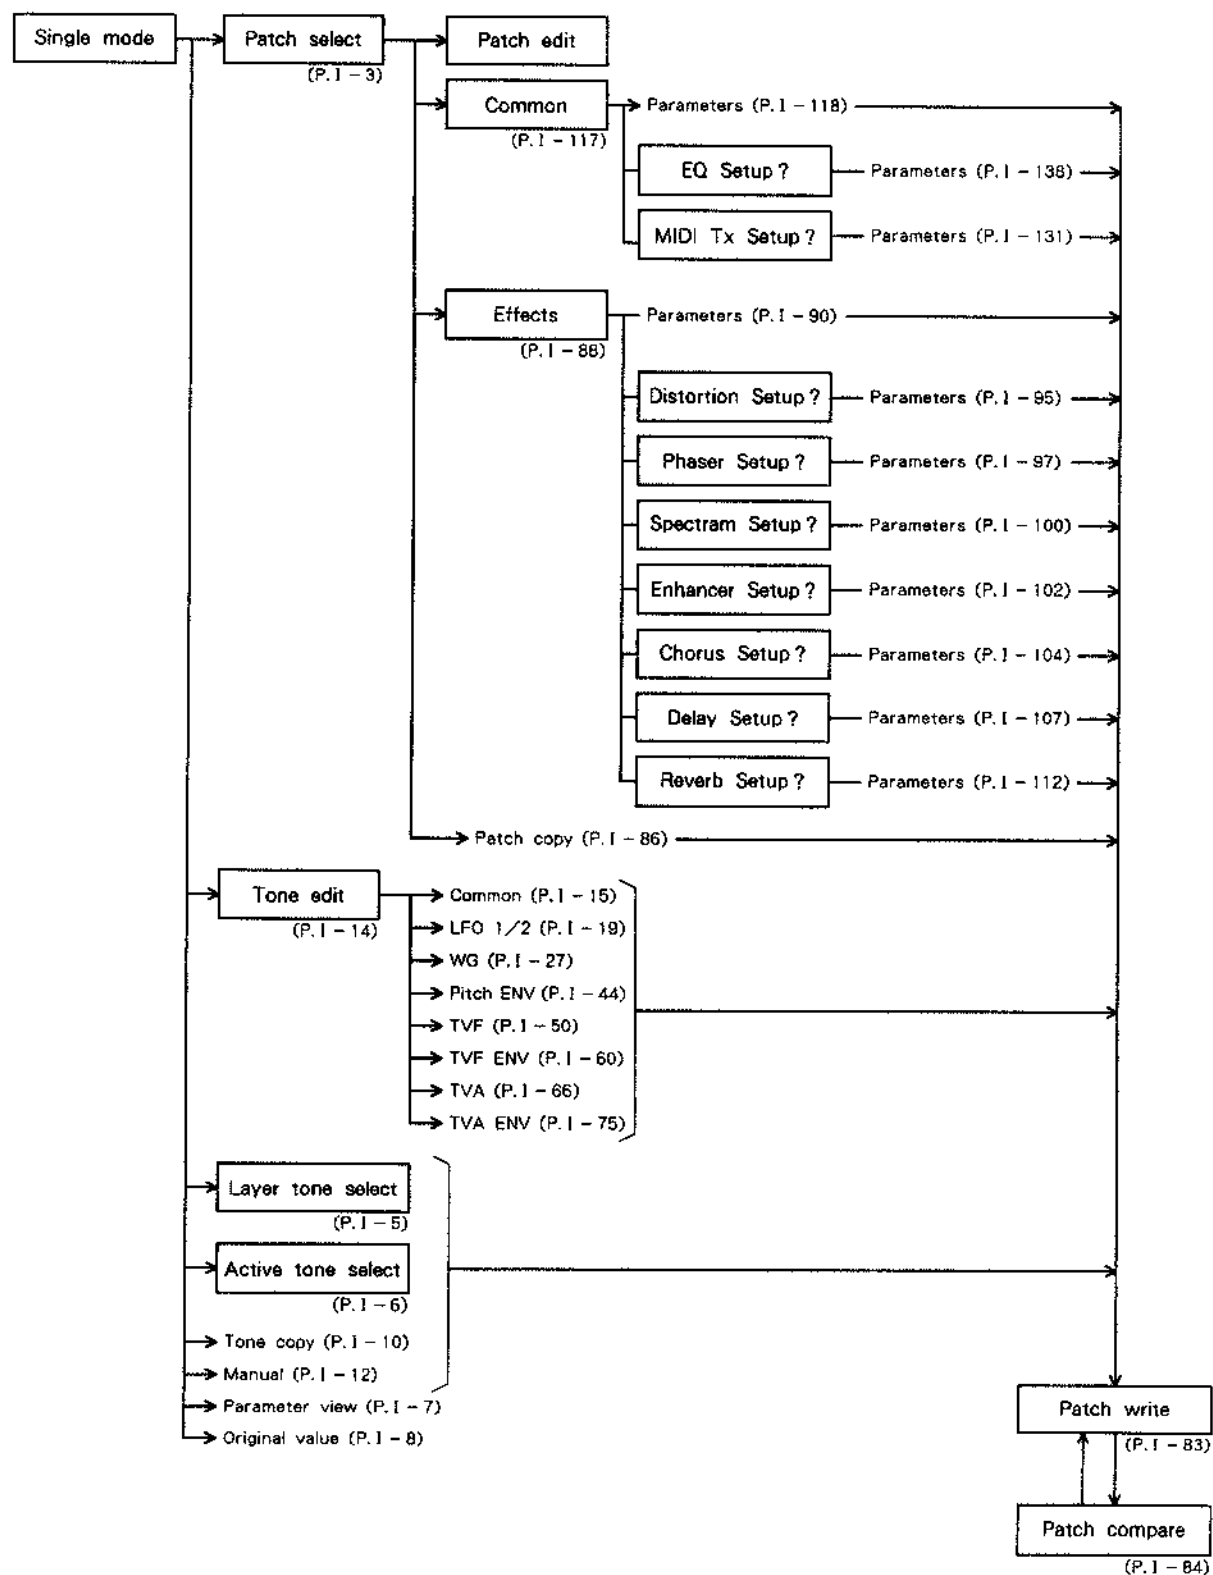 Single mode
Patch select
(P. I – 3)
Patch edit
Common
(P. I – 117)
Parameters (P. I – 118)
EQ Setup?
Parameters (P. I – 138)
MIDI Tx Setup?
Parameters (P. I – 131)
Effects
(P. I – 88)
Parameters (P. I – 90)
Distortion Setup?
Parameters (P. I – 95)
Phaser Setup?
Parameters (P. I – 97)
Spectram Setup?
Parameters (P. I – 100)
Enhancer Setup?
Parameters (P. I – 102)
Chorus Setup?
Parameters (P. I – 104)
Delay Setup?
Parameters (P. I – 107)
Reverb Setup?
Parameters (P. I – 112)
Patch copy (P. I – 86)
Tone edit
(P. I – 14)
Common (P. I – 15)
LFO 1/2 (P. I – 19)
WG (P. I – 27)
Pitch ENV (P. I – 44)
TVF (P. I – 50)
TVF ENV (P. I – 60)
TVA (P. I – 66)
TVA ENV (P. I – 75)
Layer tone select
(P. I – 5)
Active tone select
(P. I – 6)
Tone copy (P. I – 10)
Manual (P. I – 12)
Parameter view (P. I – 7)
Original value (P. I – 8)
Patch write
(P. I – 83)
Patch compare
(P. I – 84)